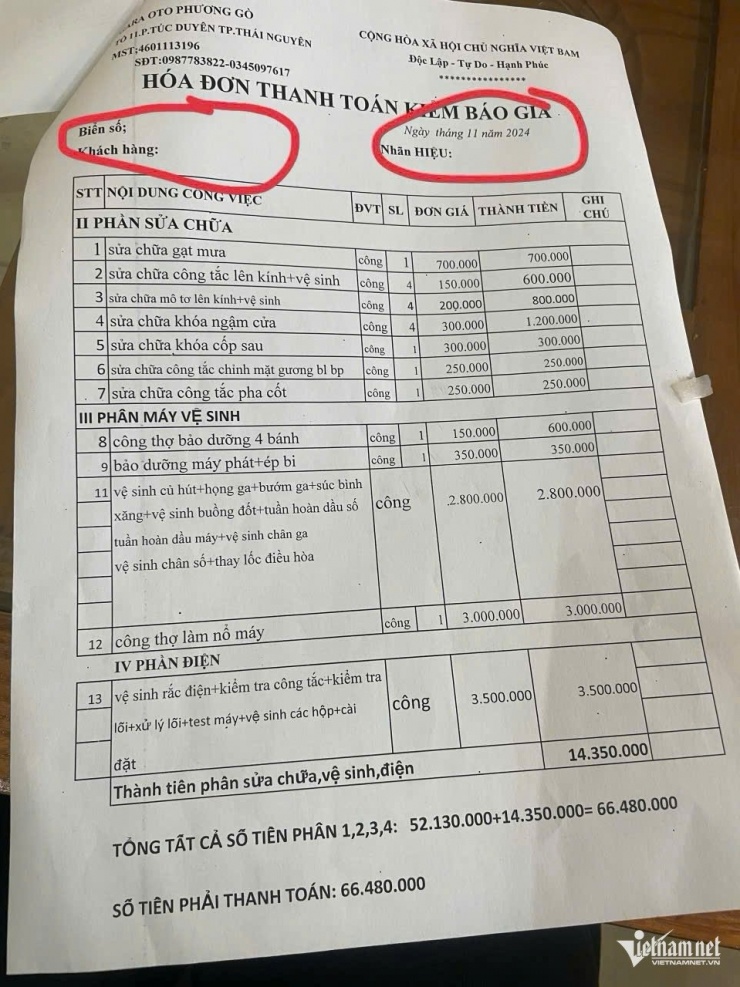 ARA OTO PHƯƠNG GÒ
TỔ 11.P.TÚC DUYÊN TP.THÁI NGUYÊN
MST:4601113196
SĐT:0987783822-0345097617
CỘNG HÒA XÃ HỘI CHỦ NGHĨA VIỆT BAM
Độc Lập - Tự Do - Hạnh Phúc
***************
HÓA ĐƠN THANH TOÁN KIỂM BÁO GIÁ
Ngày tháng 11 năm 2024
Biển số;
Khách hàng:
Nhãn HIỆU:
STT NỘI DUNG CÔNG VIỆC ĐVT SL ĐƠN GIÁ THÀNH TIỀN GHI CHÚ
II PHẦN SỬA CHỮA
1 sửa chữa gạt mưa công 1 700.000 700.000
2 sửa chữa công tắc lên kính+vệ sinh công 4 150.000 600.000
3 sửa chữa mô tơ lên kính+vệ sinh công 4 200.000 800.000
4 sửa chữa khóa ngậm cửa công 4 300.000 1.200.000
5 sửa chữa khóa cốp sau công 1 300.000 300.000
6 sửa chữa công tắc chỉnh mặt gương bl bp công 1 250.000 250.000
7 sửa chữa công tắc pha cốt công 1 250.000 250.000
III PHÂN MÁY VỆ SINH
8 công thợ bảo dưỡng 4 bánh công 1 150.000 600.000
9 bảo dưỡng máy phát+ép bi công 1 350.000 350.000
11 vệ sinh củ hút+họng ga+bướm ga+súc bình
xăng+vệ sinh buồng đốt+tuần hoàn dầu số công 2.800.000 2.800.000
tuần hoàn dầu máy+vệ sinh chân ga
vệ sinh chân số+thay lốc điều hòa
12 công thợ làm nổ máy công 1 3.000.000 3.000.000
IV PHẦN ĐIỆN
13 vệ sinh rắc điện+kiểm tra công tắc+kiểm tra công 3.500.000 3.500.000
lõi+xử lý lõi+test máy+vệ sinh các hộp+cài
đặt
Thành tiên phân sửa chữa,vệ sinh,điện 14.350.000
TỔNG TẤT CẢ SỐ TIÊN PHÂN 1,2,3,4: 52.130.000+14.350.000= 66.480.000
SỐ TIÊN PHẢI THANH TOÁN: 66.480.000
vietnamnet
VIETNAMNET.VN